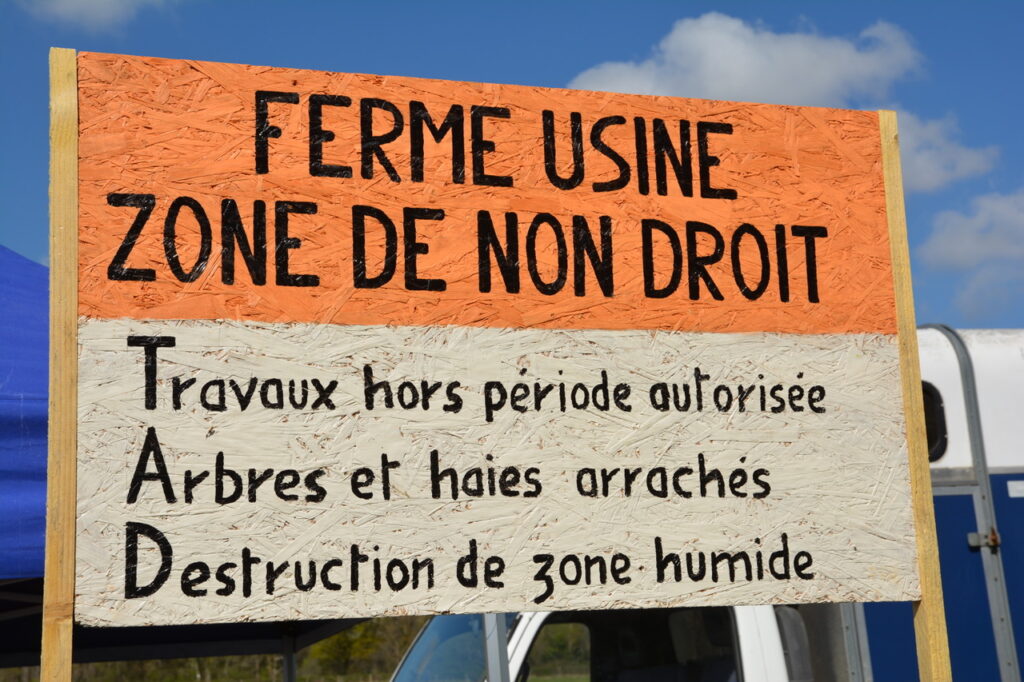 FERME USINE
ZONE DE NON DROIT
Travaux hors période autorisée
Arbres et haies arrachés
Destruction de zone humide